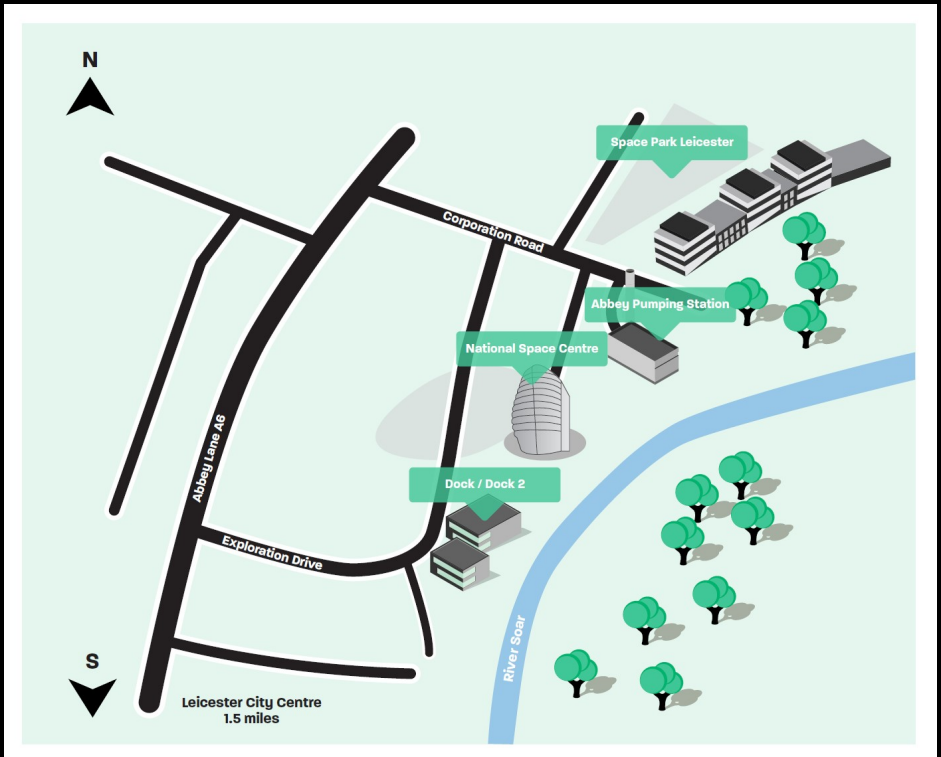 N
Space Park Leicester
Corporation Road
Abbey Pumping Station
National Space Centre
Abbey Lane A6
Dock / Dock 2
Exploration Drive
River Soar
S
Leicester City Centre
1.5 miles